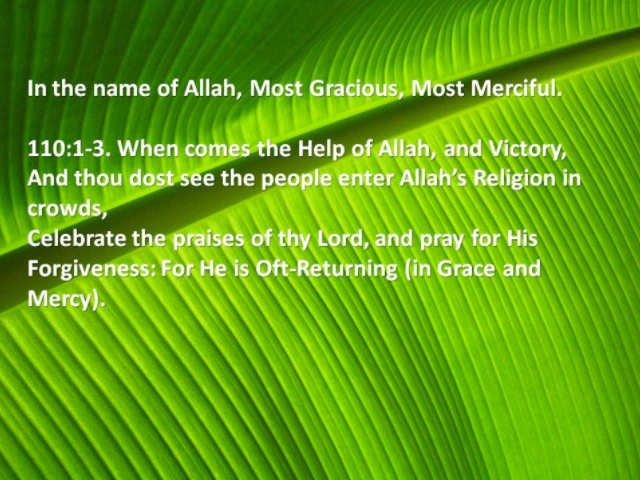 In the name of Allah, Most Gracious, Most Merciful.
110:1-3. When comes the Help of Allah, and Victory,
And thou dost see the people enter Allah’s Religion in
crowds,
Celebrate the praises of thy Lord, and pray for His
Forgiveness: For He is Oft-Returning (in Grace and
Mercy).